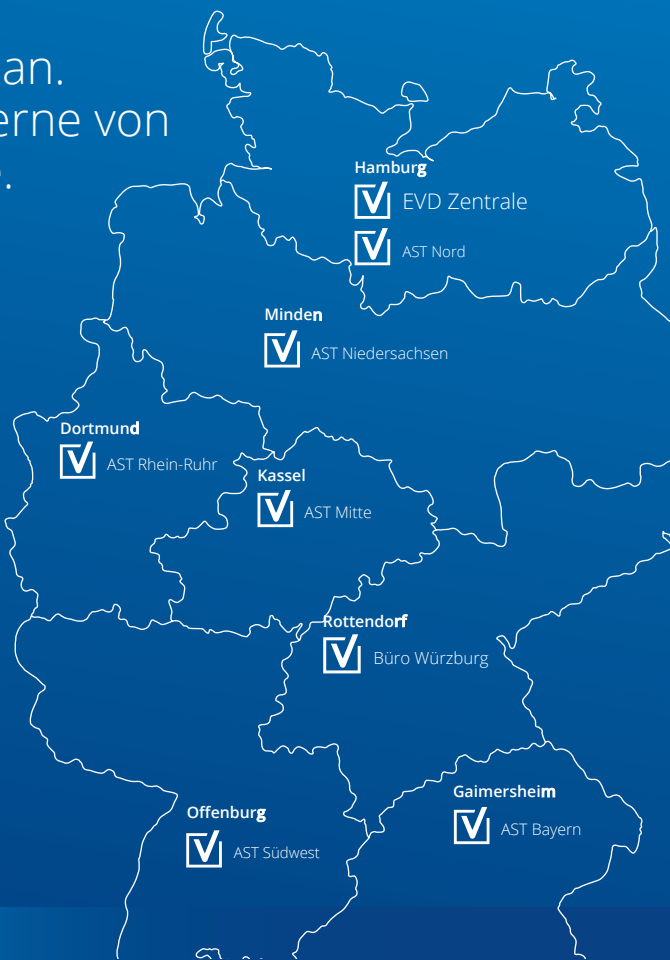 an.
erne von
.
Hamburg
EVD Zentrale
AST Nord
Minden
AST Niedersachsen
Dortmund
AST Rhein-Ruhr
Kassel
AST Mitte
Rottendorf
Büro Würzburg
Gaimersheim
AST Bayern
Offenburg
AST Südwest